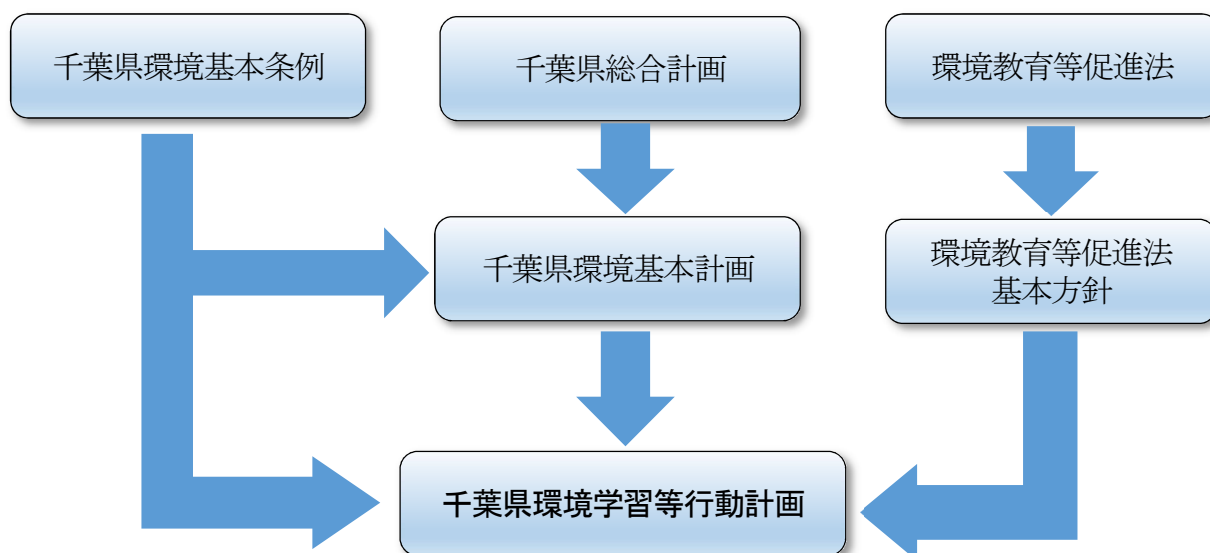 千葉県環境基本条例
千葉県総合計画
環境教育等促進法
千葉県環境基本計画
環境教育等促進法
基本方針
千葉県環境学習等行動計画